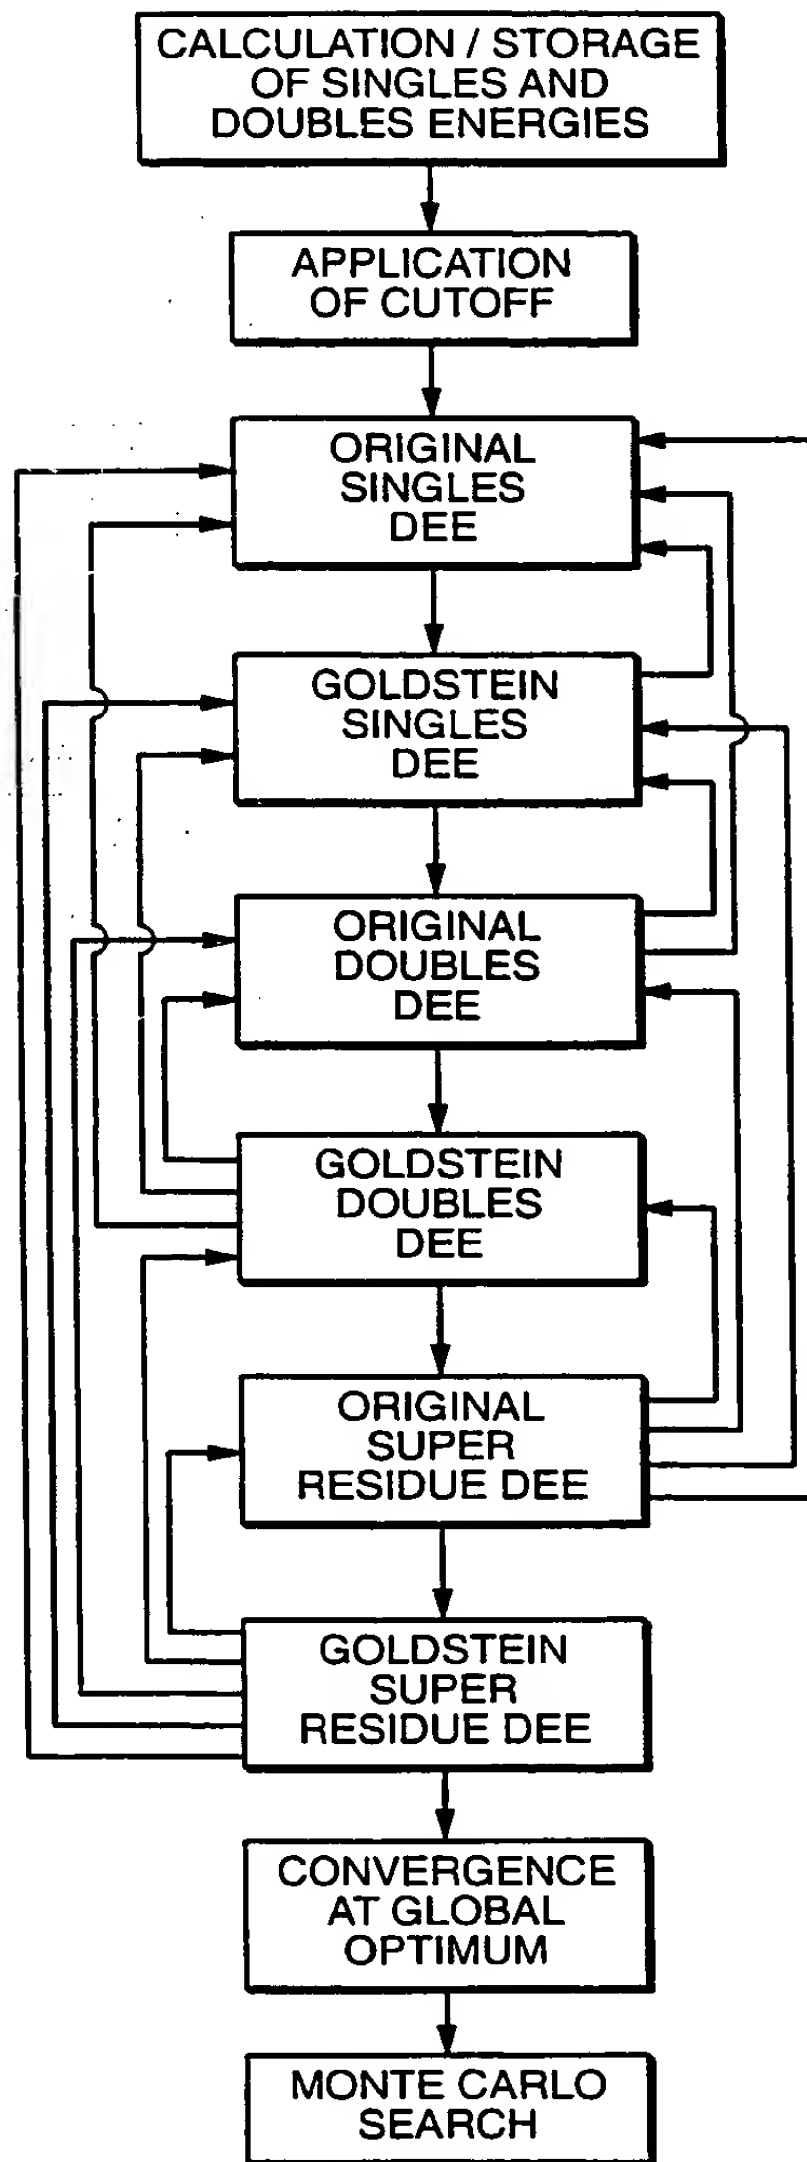 CALCULATION / STORAGE
OF SINGLES AND
DOUBLES ENERGIES
APPLICATION
OF CUTOFF
ORIGINAL
SINGLES
DEE
GOLDSTEIN
SINGLES
DEE
ORIGINAL
DOUBLES
DEE
GOLDSTEIN
DOUBLES
DEE
ORIGINAL
SUPER
RESIDUE DEE
GOLDSTEIN
SUPER
RESIDUE DEE
CONVERGENCE
AT GLOBAL
OPTIMUM
MONTE CARLO
SEARCH